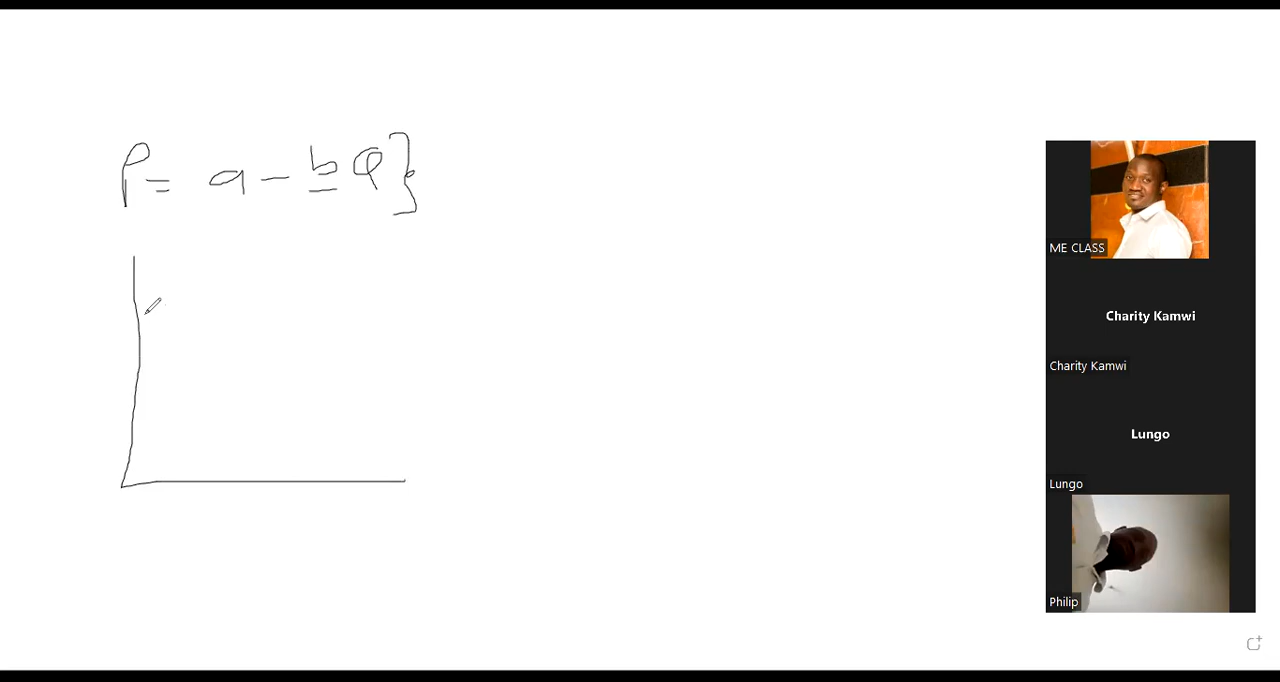 P = a - bQ}
ME CLASS
Charity Kamwi
Charity Kamwi
Lungo
Lungo
Philip